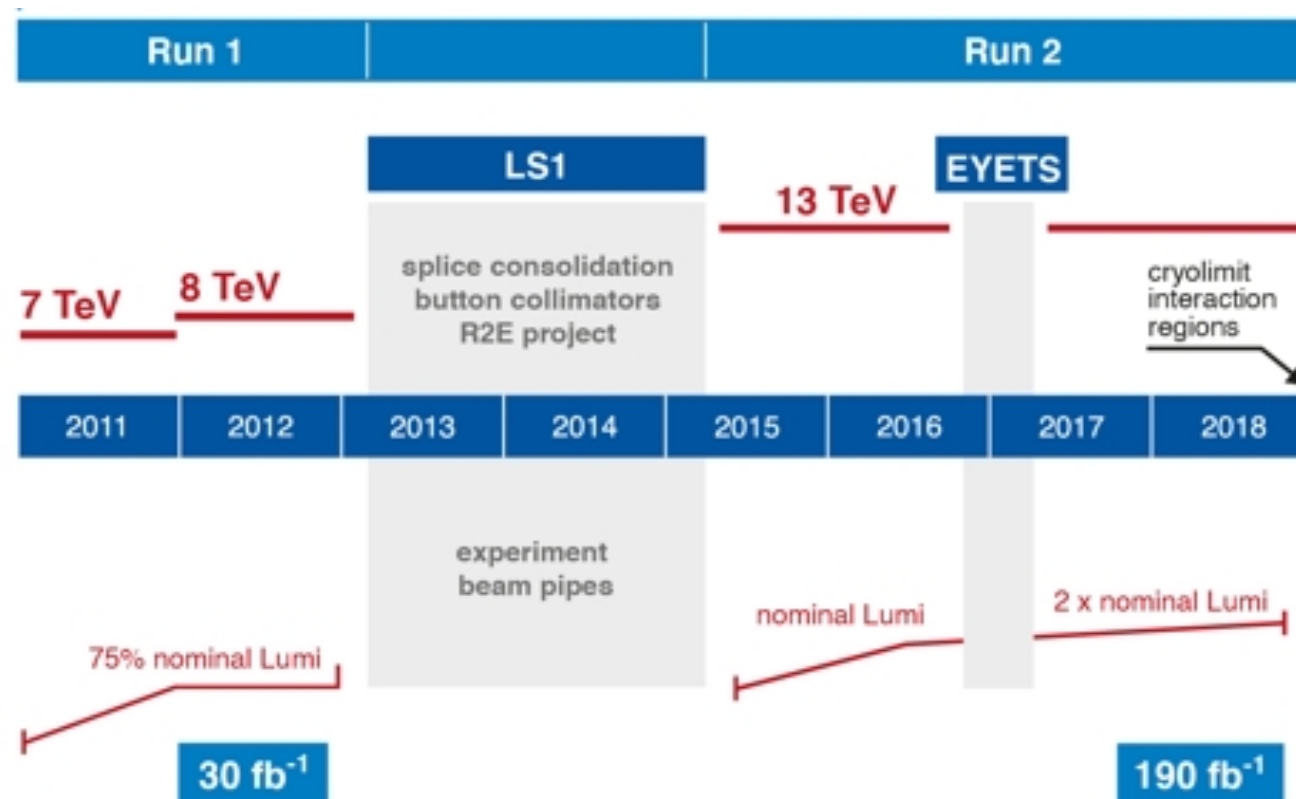 Run 1
Run 2
LS1
EYETS
13 TeV
splice consolidation
button collimators
R2E project
cryolimit
interaction
regions
7 TeV
8 TeV
2011
2012
2013
2014
2015
2016
2017
2018
experiment
beam pipes
nominal Lumi
2 x nominal Lumi
75% nominal Lumi
30 fb⁻¹
190 fb⁻¹